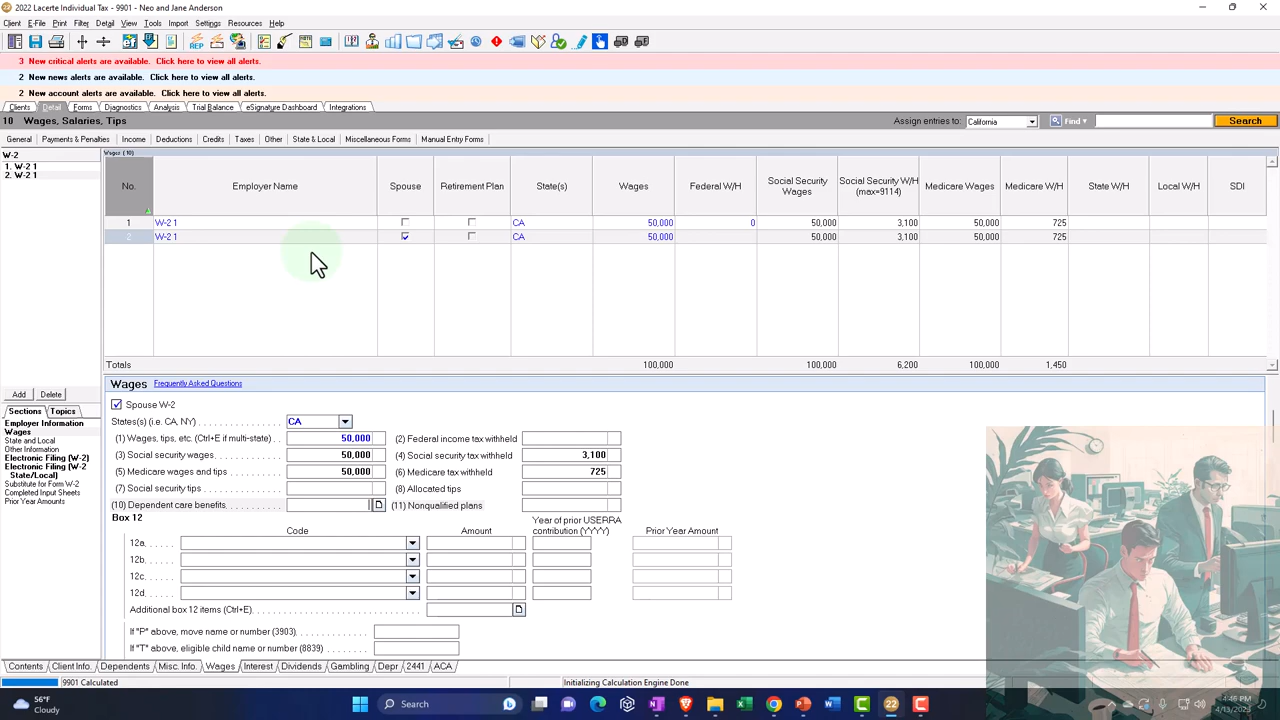 2022 Lacerte Individual Tax - 9901 - Neo and Jane Anderson
Client E-File Print Filter Detail View Tools Import Settings Resources Help
3 New critical alerts are available. Click here to view all alerts.
2 New news alerts are available. Click here to view all alerts.
2 New account alerts are available. Click here to view all alerts.
Clients Detail Forms Diagnostics Analysis Trial Balance eSignature Dashboard Integrations
10 Wages, Salaries, Tips Assign entries to: California Find Search
General Payments & Penalties Income Deductions Credits Taxes Other State & Local Miscellaneous Forms Manual Entry Forms
W-2
1. W-2 1
2. W-2 1
Wages (10)
No. Employer Name Spouse Retirement Plan State(s) Wages Federal W/H Social Security Wages Social Security W/H (max=9114) Medicare Wages Medicare W/H State W/H Local W/H SDI
1 W-2 1 CA 50,000 0 50,000 3,100 50,000 725
2 W-2 1 CA 50,000 50,000 3,100 50,000 725
Totals 100,000 100,000 6,200 100,000 1,450
Add Delete
Sections Topics
Employer Information
Wages
State and Local
Other Information
Electronic Filing (W-2)
Electronic Filing (W-2 State/Local)
Substitute for Form W-2
Completed Input Sheets
Prior Year Amounts
Wages Frequently Asked Questions
Spouse W-2
States(s) (i.e. CA, NY) CA
(1) Wages, tips, etc. (Ctrl+E if multi-state) 50,000 (2) Federal income tax withheld
(3) Social security wages 50,000 (4) Social security tax withheld 3,100
(5) Medicare wages and tips 50,000 (6) Medicare tax withheld 725
(7) Social security tips (8) Allocated tips
(10) Dependent care benefits (11) Nonqualified plans
Box 12
Code Amount Year of prior USERRA contribution (YYYY) Prior Year Amount
12a
12b
12c
12d
Additional box 12 items (Ctrl+E)
If "P" above, move name or number (3903)
If "T" above, eligible child name or number (8839)
Contents Client Info. Dependents Misc. Info. Wages Interest Dividends Gambling Depr 2441 ACA
9901 Calculated Initializing Calculation Engine Done
56°F
Cloudy
Search
4:46 PM
4/13/2023